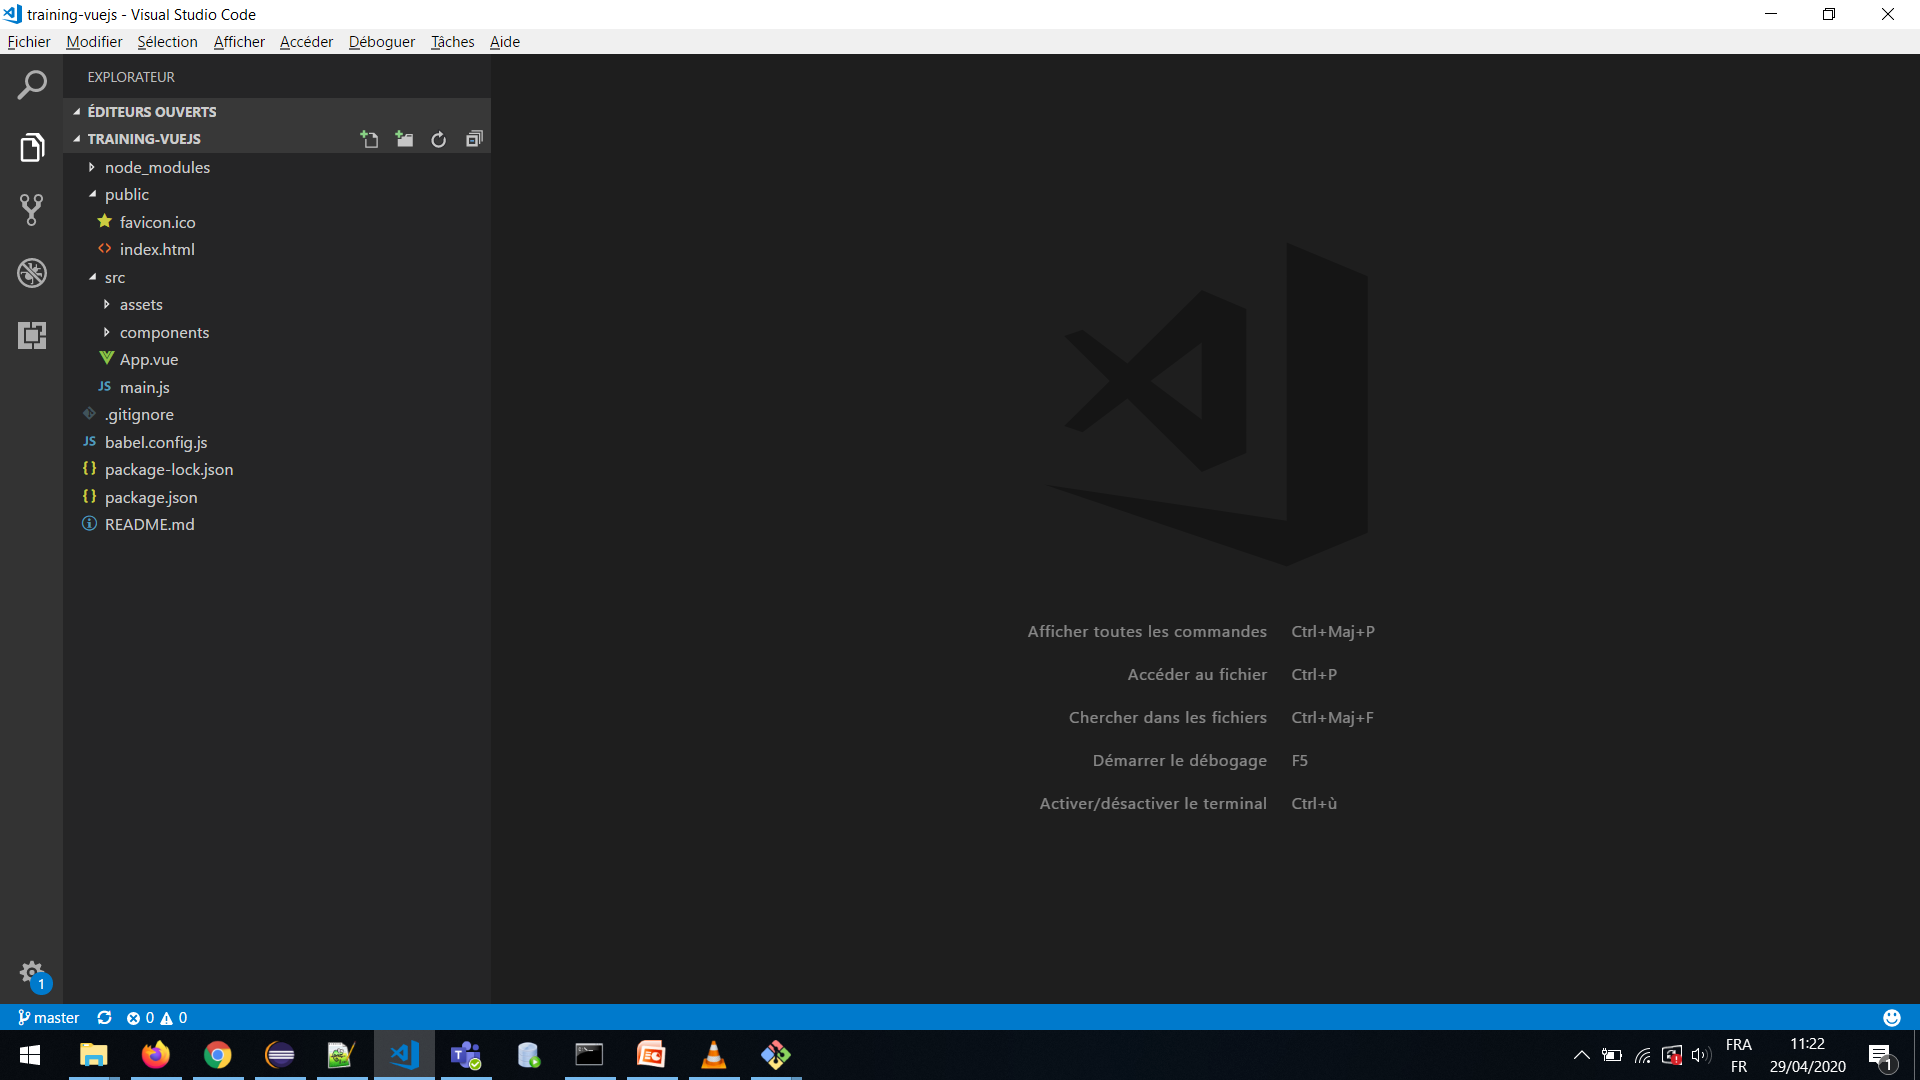 training-vuejs - Visual Studio Code
Fichier Modifier Sélection Afficher Accéder Déboguer Tâches Aide
EXPLORATEUR
ÉDITEURS OUVERTS
TRAINING-VUEJS
node_modules
public
favicon.ico
index.html
src
assets
components
App.vue
JS main.js
.gitignore
JS babel.config.js
{} package-lock.json
{} package.json
README.md
Afficher toutes les commandes Ctrl+Maj+P
Accéder au fichier Ctrl+P
Chercher dans les fichiers Ctrl+Maj+F
Démarrer le débogage F5
Activer/désactiver le terminal Ctrl+ù
1
master 0 0
FRA
FR
11:22
29/04/2020
1